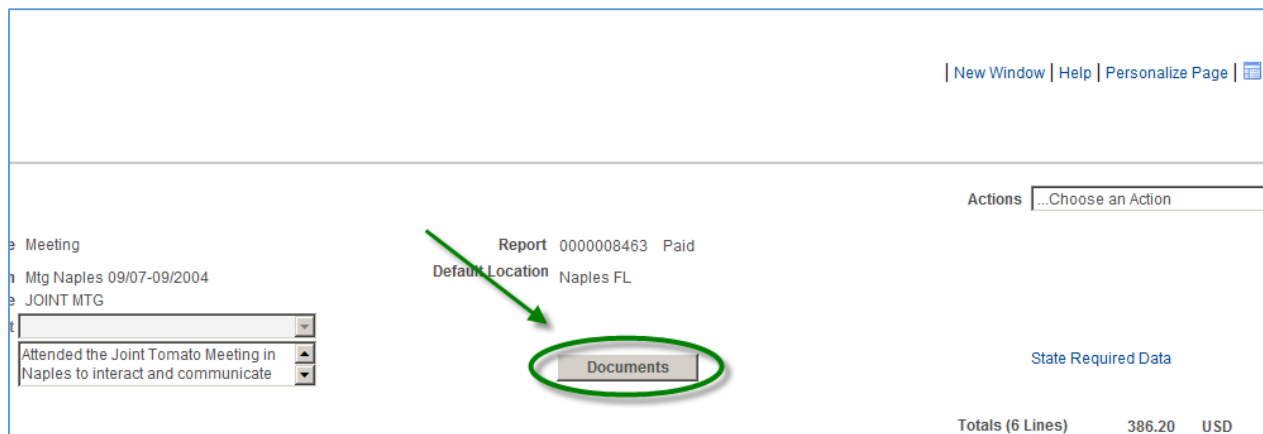 | New Window | Help | Personalize Page |
Actions ...Choose an Action
e Meeting
Report 0000008463 Paid
n Mtg Naples 09/07-09/2004
Default Location Naples FL
e JOINT MTG
t
Attended the Joint Tomato Meeting in
Naples to interact and communicate
Documents
State Required Data
Totals (6 Lines) 386.20 USD